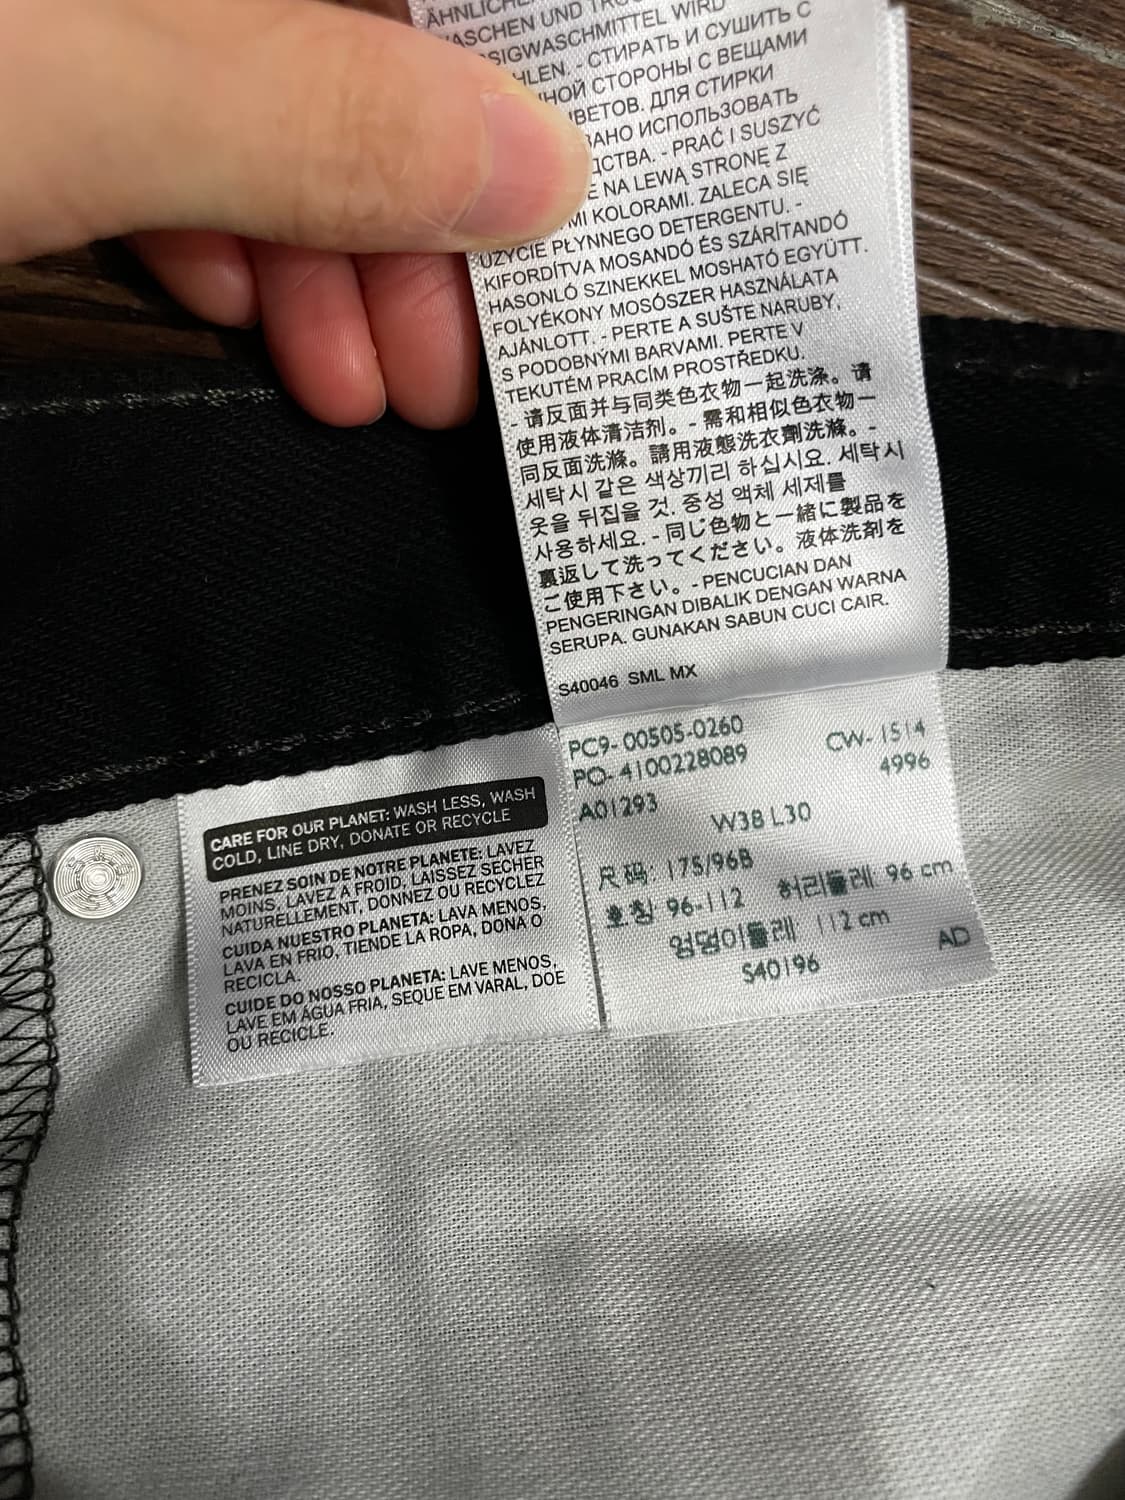 ÄHNLICHEN
WASCHEN UND
FLÜSSIGWASCHMITTEL WIRD
EMPFOHLEN. - СТИРАТЬ И СУШИТЬ С
СТОРОНЫ С ВЕЩАМИ
ЦВЕТОВ. ДЛЯ СТИРКИ
ИСПОЛЬЗОВАТЬ
- PRAĆ I SUSZYĆ
NA LEWĄ STRONĘ Z
KOLORAMI. ZALECA SIĘ
UŻYCIE PŁYNNEGO DETERGENTU. -
KIFORDÍTVA MOSANDÓ ÉS SZÁRÍTANDÓ
HASONLÓ SZINEKKEL MOSHATÓ EGYÜTT.
FOLYÉKONY MOSÓSZER HASZNÁLATA
AJÁNLOTT. - PERTE A SUŠTE NARUBY,
S PODOBNÝMI BARVAMI. PERTE V
TEKUTÉM PRACÍM PROSTŘEDKU.
- 请反面并与同类色衣物一起洗涤。请
使用液体清洁剂。- 需和相似色衣物一
同反面洗滌。請用液態洗衣劑洗滌。-
세탁시 같은 색상끼리 하십시요. 세탁시
옷을 뒤집을 것. 중성 액체 세제를
사용하세요. - 同じ色物と一緒に製品を
裏返して洗ってください。液体洗剤を
ご使用下さい。- PENCUCIAN DAN
PENGERINGAN DIBALIK DENGAN WARNA
SERUPA. GUNAKAN SABUN CUCI CAIR.
S40046 SML MX
PC9- 00505-0260
PO- 4100228089
A01293
CW- 1514
4996
W38 L30
尺码: 175/96B
호칭 96-112 허리둘레 96 cm
엉덩이둘레 112 cm
S40196
AD
CARE FOR OUR PLANET: WASH LESS, WASH
COLD, LINE DRY, DONATE OR RECYCLE
PRENEZ SOIN DE NOTRE PLANETE: LAVEZ
MOINS, LAVEZ A FROID, LAISSEZ SECHER
NATURELLEMENT, DONNEZ OU RECYCLEZ
CUIDA NUESTRO PLANETA: LAVA MENOS,
LAVA EN FRIO, TIENDE LA ROPA, DONA O
RECICLA.
CUIDE DO NOSSO PLANETA: LAVE MENOS,
LAVE EM ÁGUA FRIA, SEQUE EM VARAL, DOE
OU RECICLE.